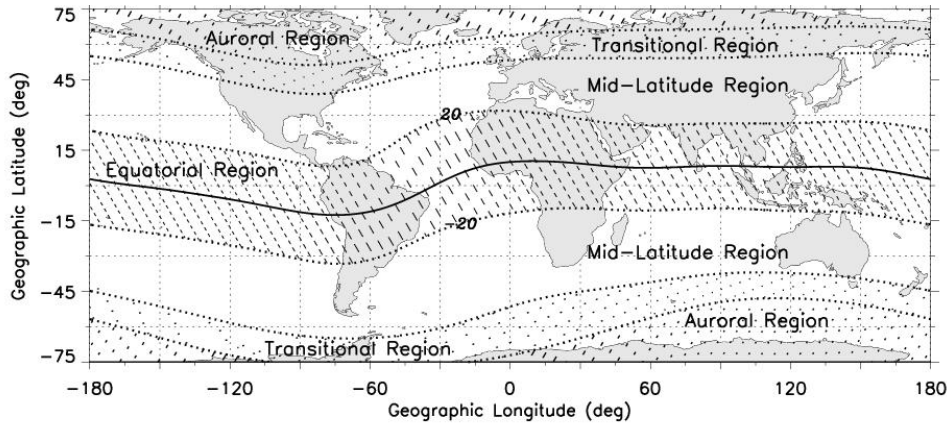 75
Auroral Region
Transitional Region
45
Mid-Latitude Region
20
15
Equatorial Region
-15
-20
Mid-Latitude Region
-45
Auroral Region
Transitional Region
-75
-180
-120
-60
0
60
120
180
Geographic Longitude (deg)
Geographic Latitude (deg)